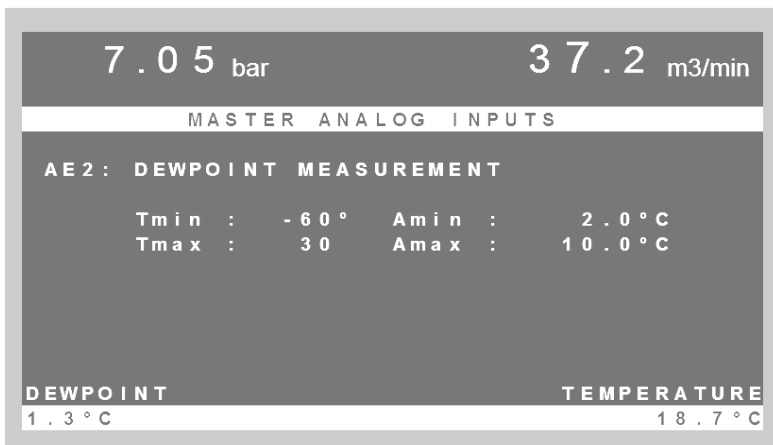 7.05 bar 37.2 m3/min
MASTER ANALOG INPUTS
AE2: DEWPOINT MEASUREMENT
Tmin : -60° Amin : 2.0°C
Tmax : 30 Amax : 10.0°C
DEWPOINT TEMPERATURE
1.3°C 18.7°C